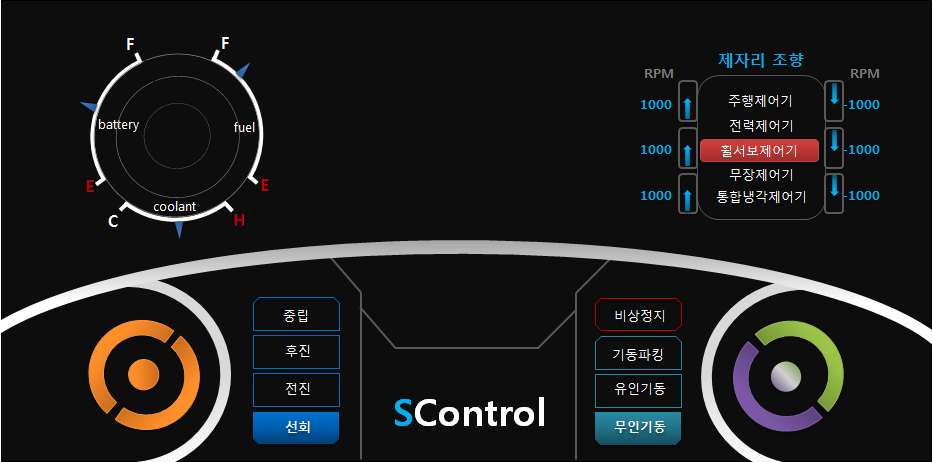 F
F
battery
fuel
E
E
coolant
C
H
제자리 조향
RPM
RPM
1000
주행제어기
-1000
전력제어기
1000
휠서보제어기
-1000
무장제어기
1000
통합냉각제어기
-1000
중립
후진
전진
선회
SControl
비상정지
기동파킹
유인기동
무인기동